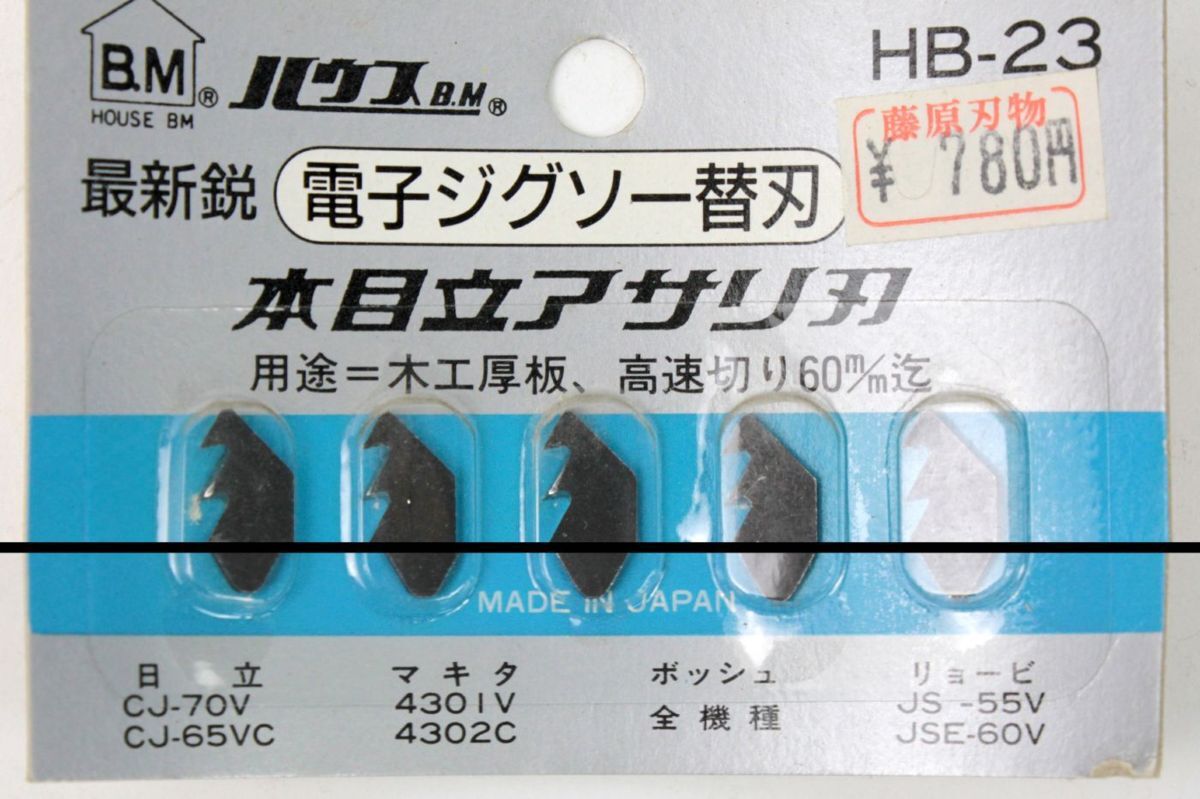 B.M® ハウスB.M® HB-23
HOUSE BM
藤原刃物
¥ 780円
最新鋭 電子ジグソー替刃
本目立アサリ刃
用途=木工厚板、高速切り60m/m迄
MADE IN JAPAN
日立 マキタ ボッシュ リョービ
CJ-70V 4301V 全機種 JS-55V
CJ-65VC 4302C JSE-60V